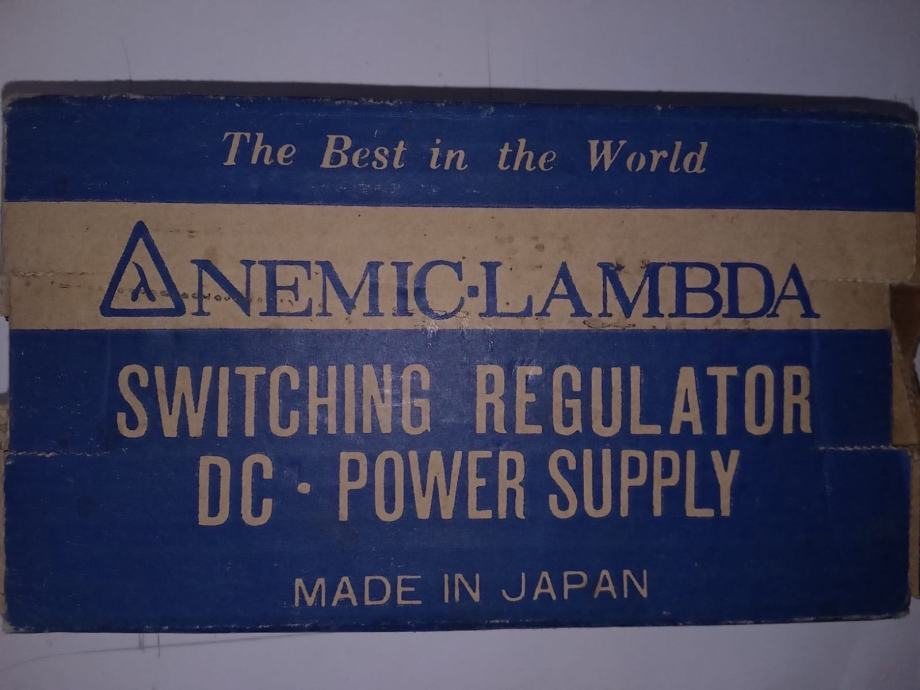 The Best in the World
λ NEMIC·LAMBDA
SWITCHING REGULATOR
DC · POWER SUPPLY
MADE IN JAPAN